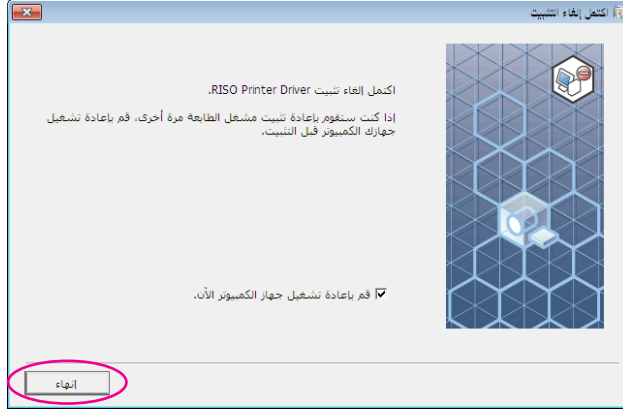 اكتمل إلغاء التثبيت
اكتمل إلغاء تثبيت RISO Printer Driver.
إذا كنت ستقوم بإعادة تثبيت مشغل الطابعة مرة أخرى، قم بإعادة تشغيل
جهازك الكمبيوتر قبل التثبيت.
قم بإعادة تشغيل جهاز الكمبيوتر الآن.
إنهاء